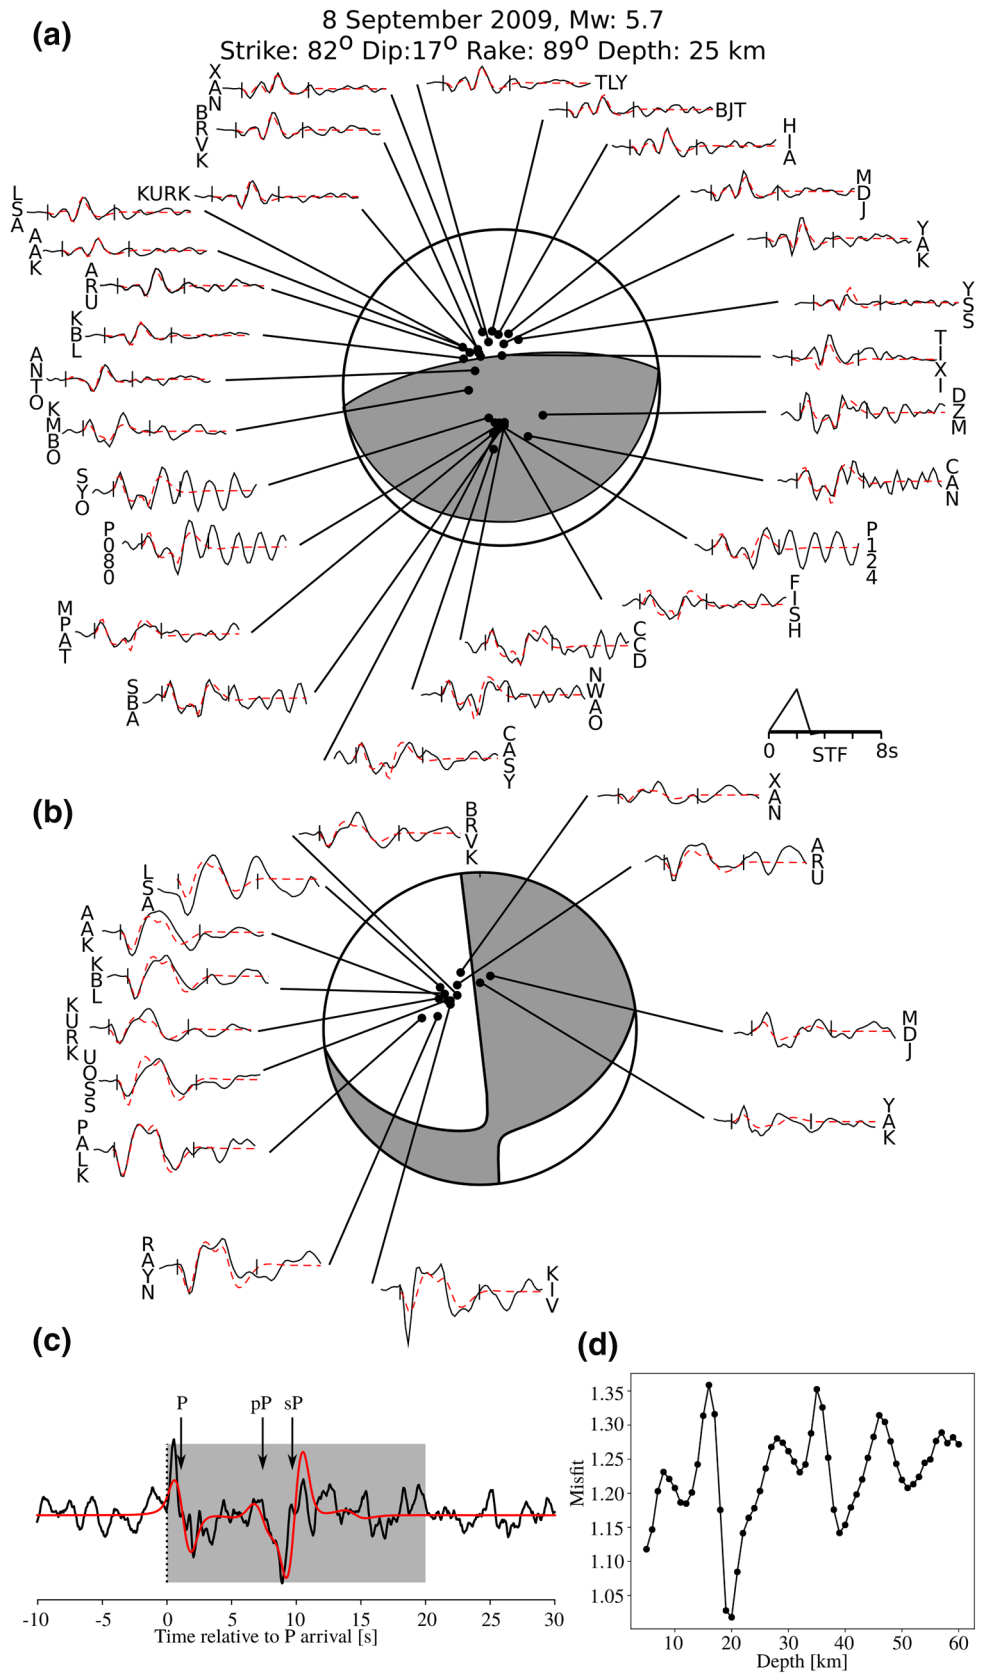 (a)
8 September 2009, Mw: 5.7
Strike: 82° Dip:17° Rake: 89° Depth: 25 km
XAN
TLY
BRVK
BJT
HIA
LSA
KURK
MDJ
AAK
YAK
ARU
YSS
KBL
TIXI
ANTO
DZM
KMBO
CAN
SYO
P080
P124
FISH
MPAT
CCD
SBA
NWAO
CASY
0 STF 8s
(b)
BRVK
XAN
LSA
ARU
AAK
KBL
KURK
MDJ
UOSS
YAK
PALK
RAYN
KIV
(c)
P pP sP
-10 -5 0 5 10 15 20 25 30
Time relative to P arrival [s]
(d)
1.35
1.30
1.25
1.20
1.15
1.10
1.05
Misfit
10 20 30 40 50 60
Depth [km]